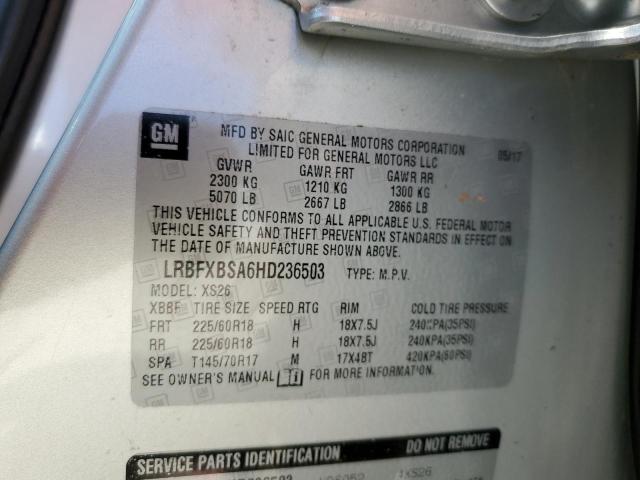 GM
MFD BY SAIC GENERAL MOTORS CORPORATION
LIMITED FOR GENERAL MOTORS LLC
05/17
GVWR GAWR FRT GAWR RR
2300 KG 1210 KG 1300 KG
5070 LB 2667 LB 2866 LB
THIS VEHICLE CONFORMS TO ALL APPLICABLE U.S. FEDERAL MOTOR
VEHICLE SAFETY AND THEFT PREVENTION STANDARDS IN EFFECT ON
THE DATE OF MANUFACTURE SHOWN ABOVE.
LRBFXBSA6HD236503 TYPE: M.P.V.
MODEL: XS26
XBBF TIRE SIZE SPEED RTG RIM COLD TIRE PRESSURE
FRT 225/60R18 H 18X7.5J 240KPA(35PSI)
RR 225/60R18 H 18X7.5J 240KPA(35PSI)
SPA T145/70R17 M 17X4BT 420KPA(60PSI)
SEE OWNER'S MANUAL FOR MORE INFORMATION.
SERVICE PARTS IDENTIFICATION DO NOT REMOVE